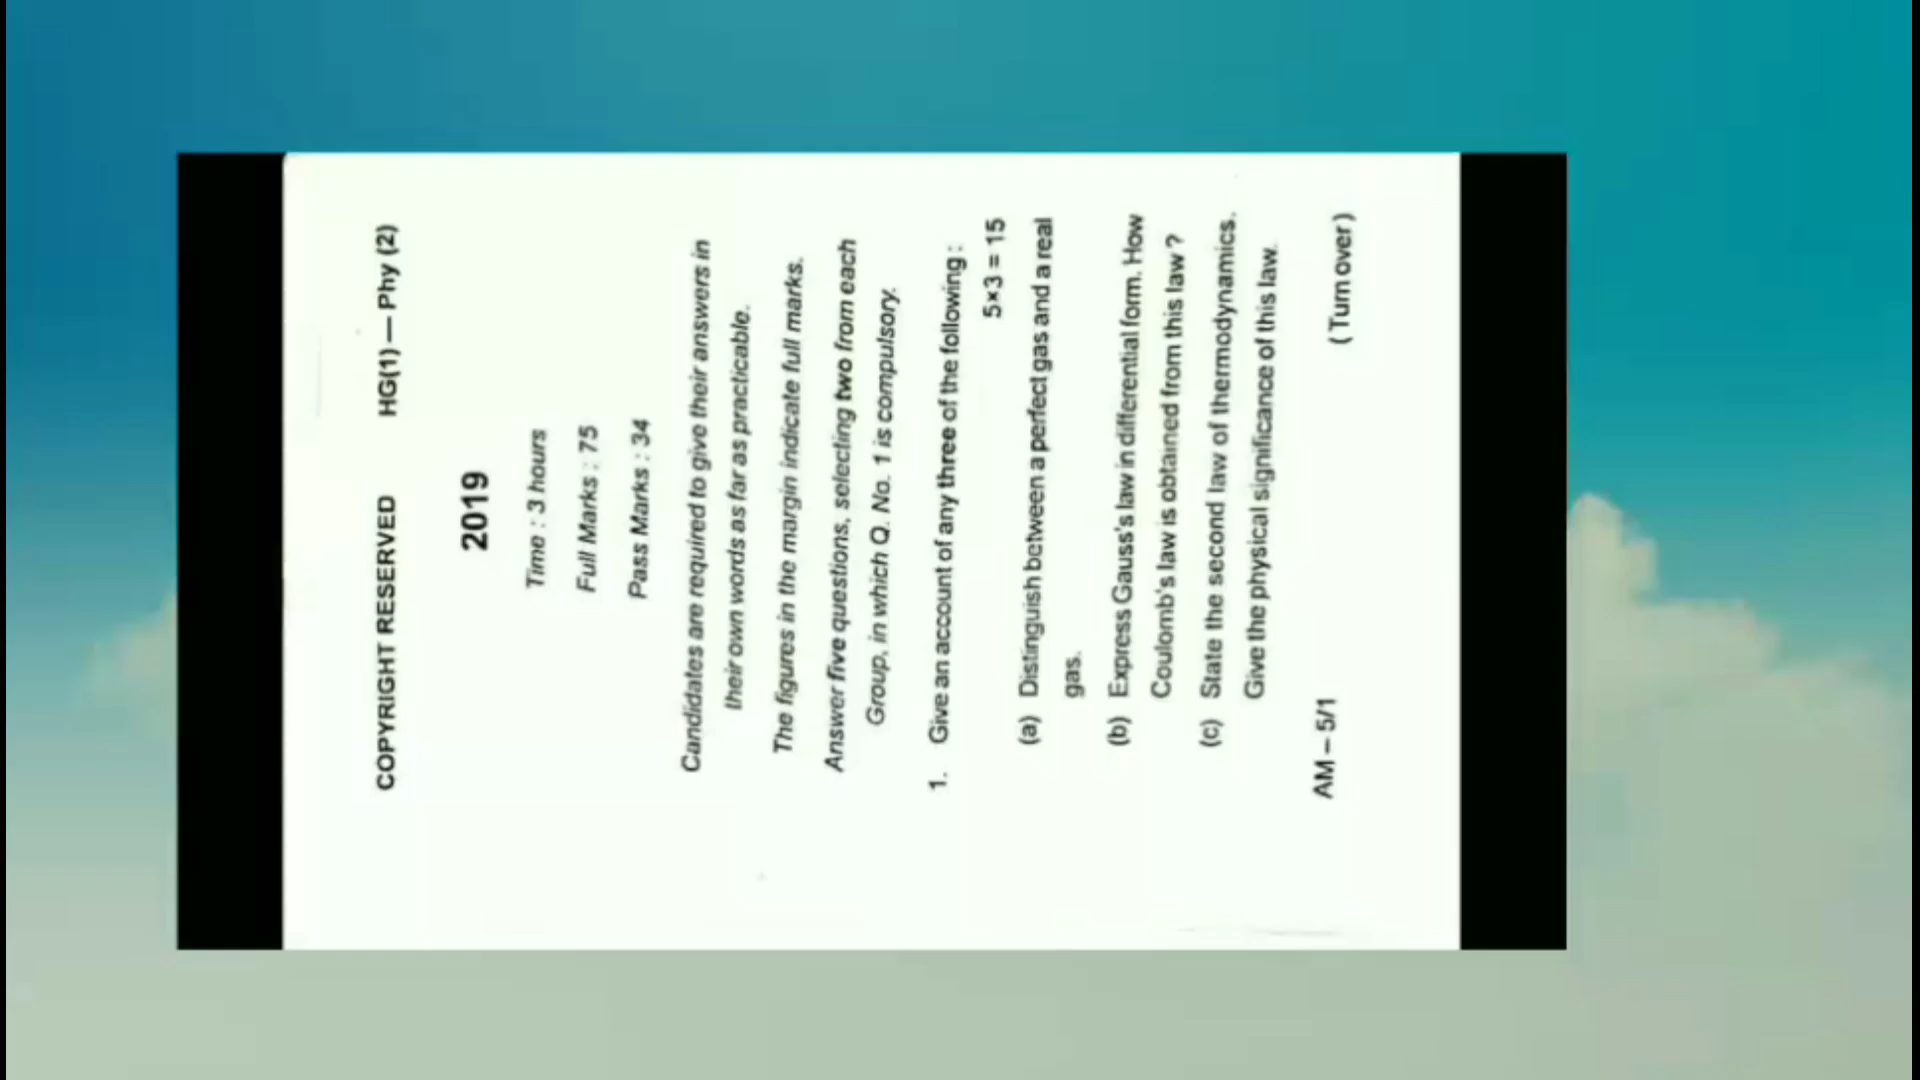 COPYRIGHT RESERVED HG(1) — Phy (2)
2019
Time : 3 hours
Full Marks : 75
Pass Marks : 34
Candidates are required to give their answers in
their own words as far as practicable.
The figures in the margin indicate full marks.
Answer five questions, selecting two from each
Group, in which Q. No. 1 is compulsory.
1. Give an account of any three of the following :
5×3 = 15
(a) Distinguish between a perfect gas and a real
gas.
(b) Express Gauss's law in differential form. How
Coulomb's law is obtained from this law ?
(c) State the second law of thermodynamics.
Give the physical significance of this law.
AM – 5/1 (Turn over)